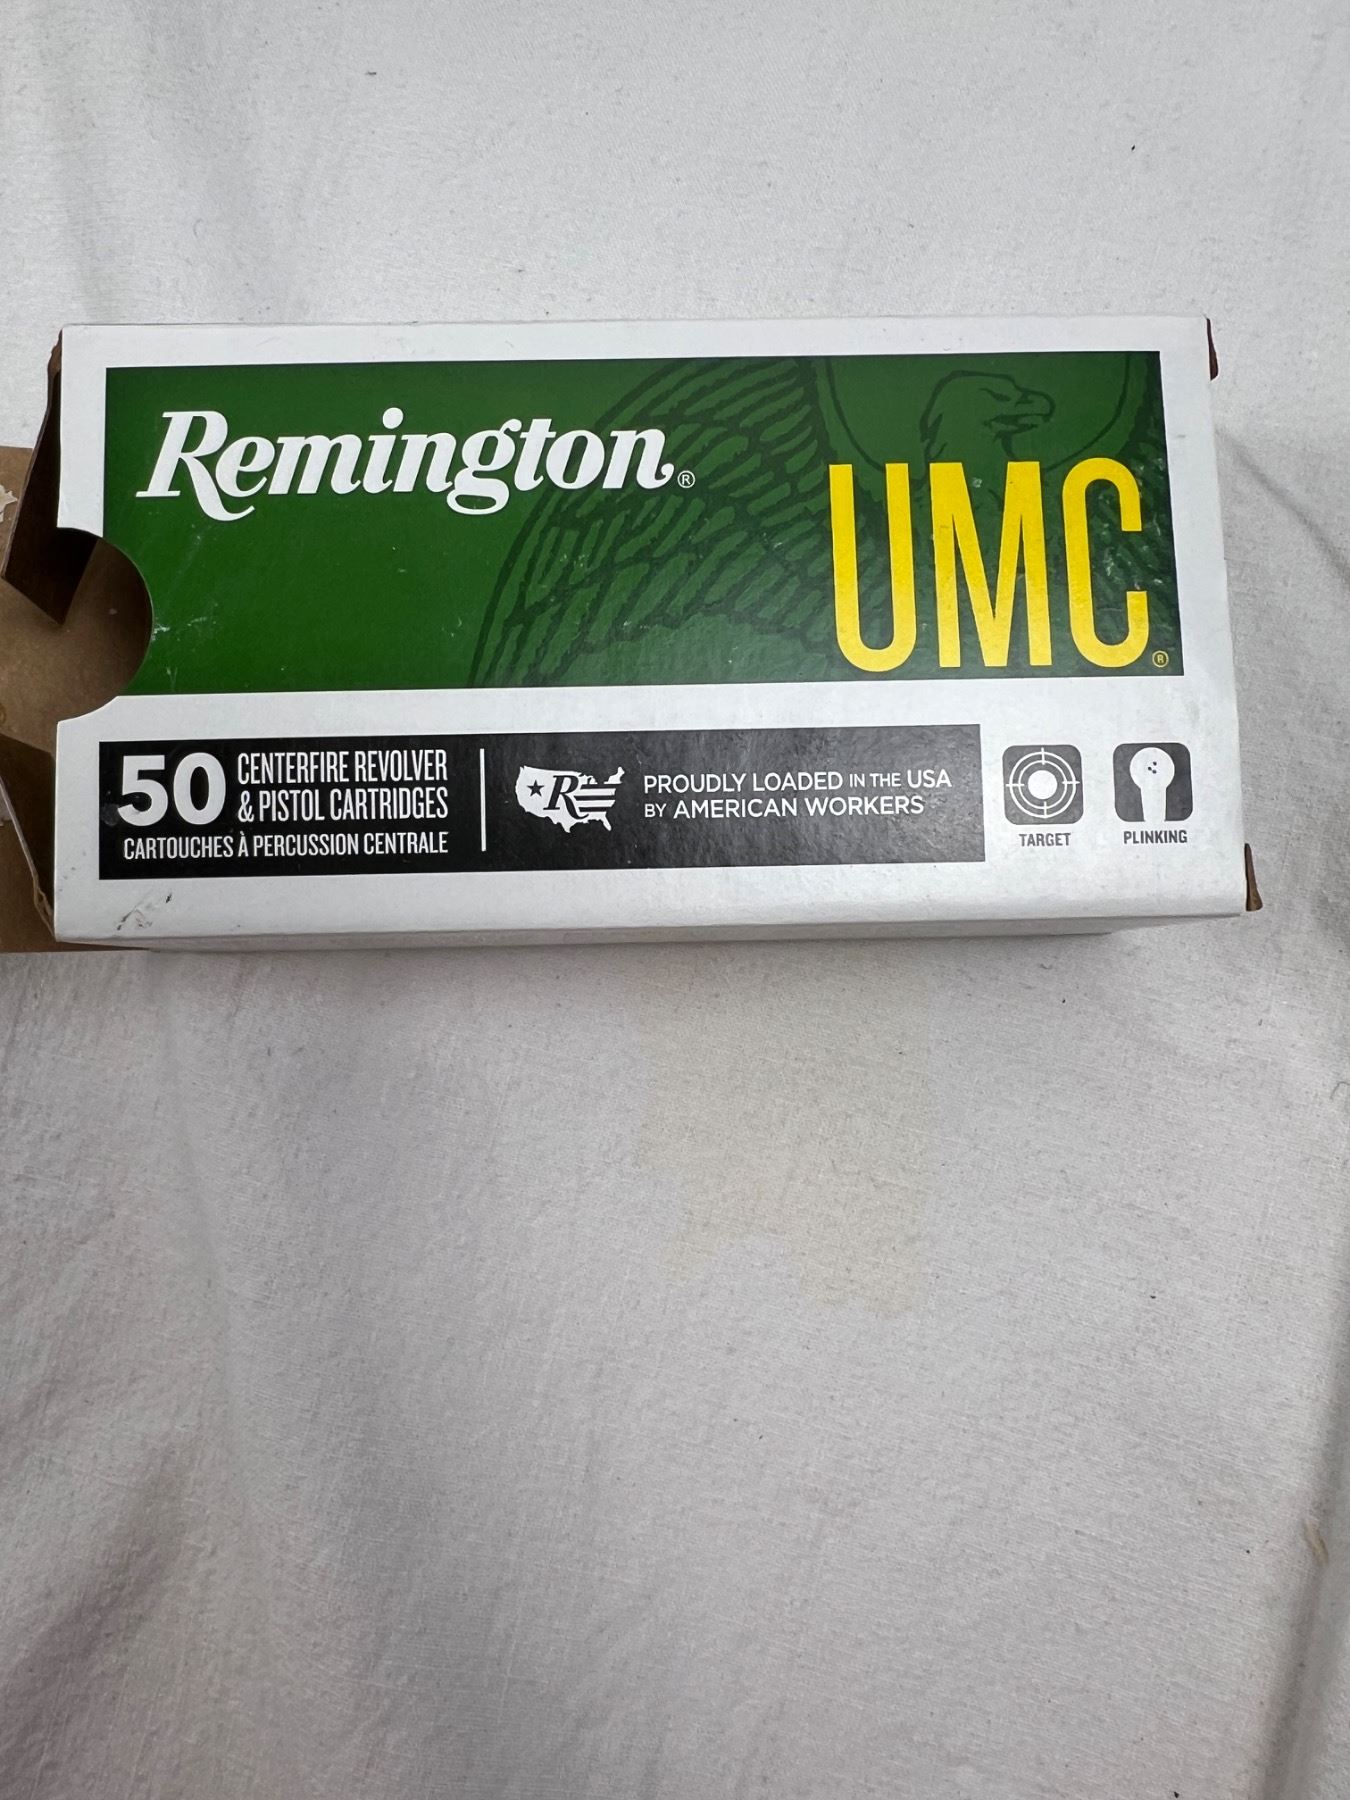 Remington®
UMC®
50 CENTERFIRE REVOLVER
& PISTOL CARTRIDGES
CARTOUCHES À PERCUSSION CENTRALE
R
PROUDLY LOADED IN THE USA
BY AMERICAN WORKERS
TARGET
PLINKING